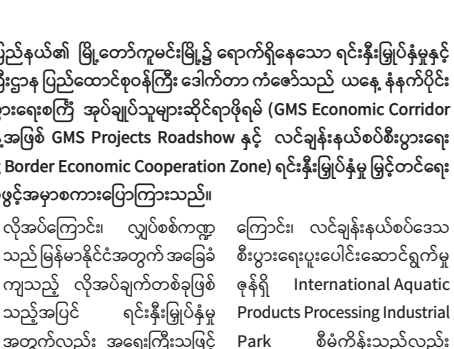 ပြည်နယ်၏ မြို့တော်ကူမင်းမြို့၌ ရောက်ရှိနေသော ရင်းနှီးမြှုပ်နှံမှုနှင့်
ကြီးဌာန ပြည်ထောင်စုဝန်ကြီး ဒေါက်တာ ကံဇော်သည် ယနေ့ နံနက်ပိုင်း
ပွားရေးစင်္ကြံ အုပ်ချုပ်သူများဆိုင်ရာဖိုရမ် (GMS Economic Corridor
အဖြစ် GMS Projects Roadshow နှင့် လင်ချန်းနယ်စပ်စီးပွားရေး
Border Economic Cooperation Zone) ရင်းနှီးမြှုပ်နှံမှု မြှင့်တင်ရေး
ဖွင့်အမှာစကားပြောကြားသည်။
လိုအပ်ကြောင်း၊ လျှပ်စစ်ကဏ္ဍ
သည် မြန်မာနိုင်ငံအတွက် အခြေခံ
ကျသည့် လိုအပ်ချက်တစ်ခုဖြစ်
သည့်အပြင် ရင်းနှီးမြှုပ်နှံမှု
အတွက်လည်း အရေးကြီးသဖြင့်
ကြောင်း၊ လင်ချန်းနယ်စပ်ဒေသ
စီးပွားရေးပူးပေါင်းဆောင်ရွက်မှု
ဇုန်ရှိ International Aquatic
Products Processing Industrial
Park စီမံကိန်းသည်လည်း